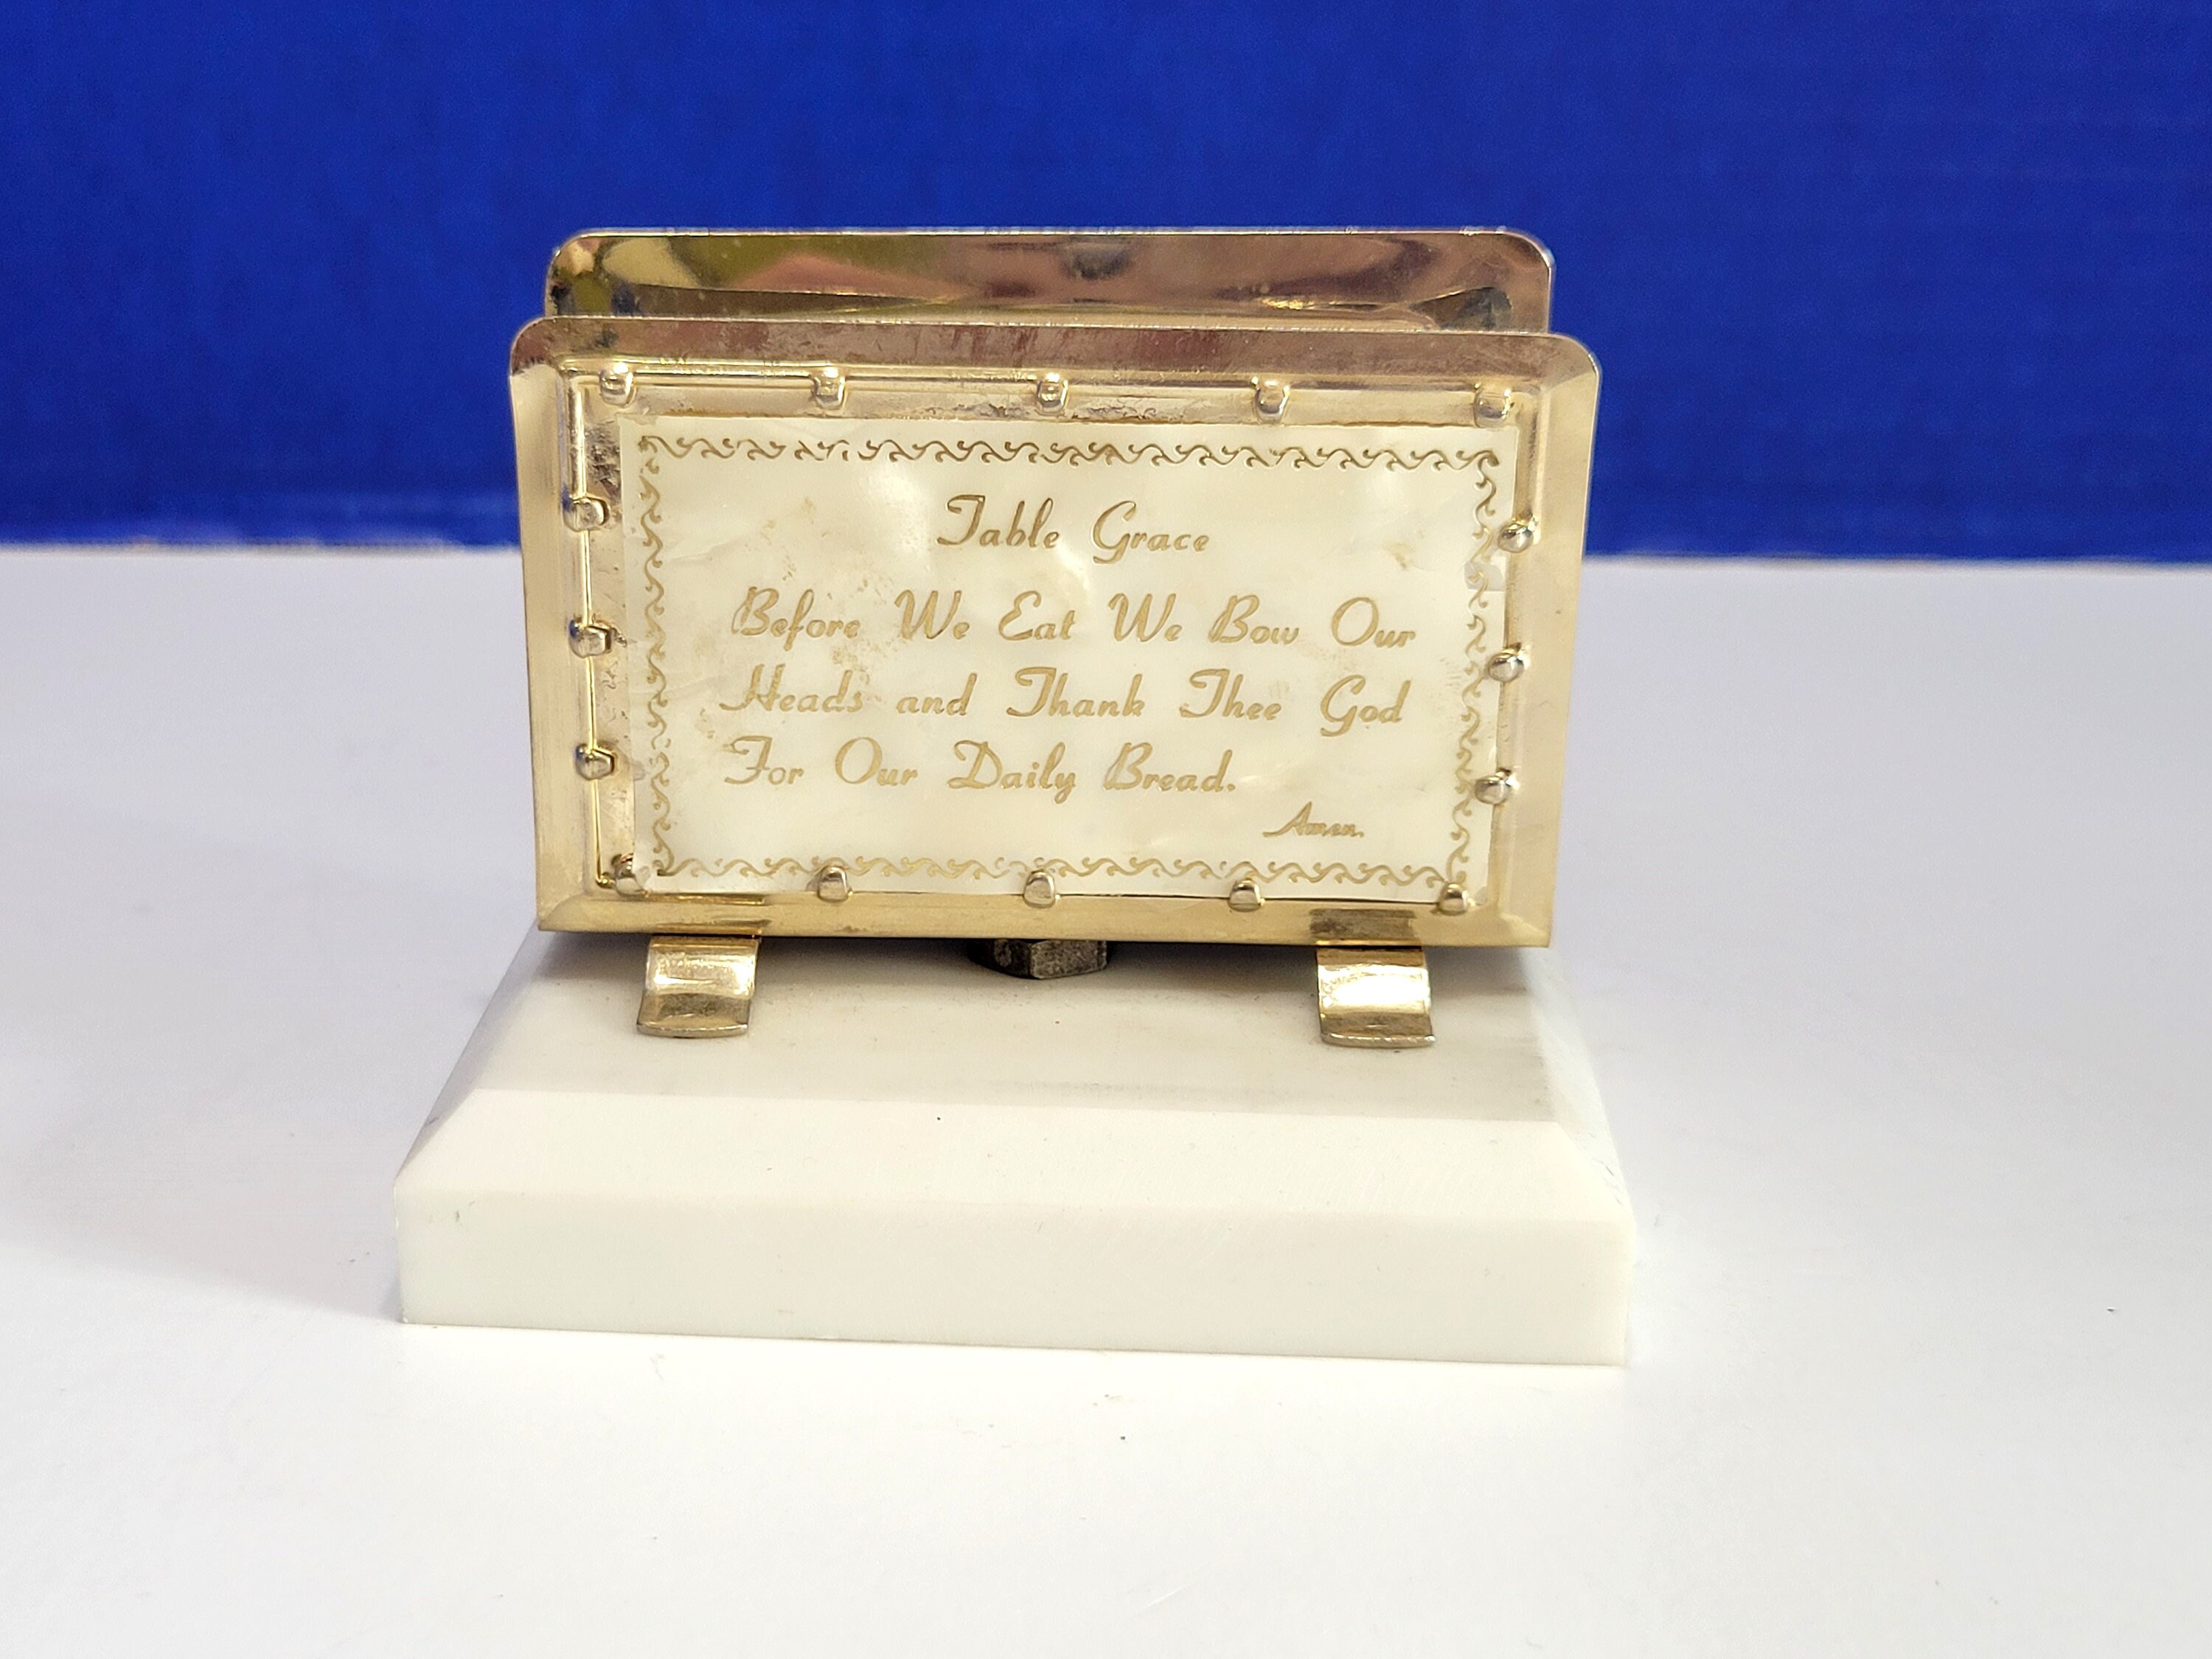 Table Grace
Before We Eat We Bow Our
Heads and Thank Thee God
For Our Daily Bread.
Amen.